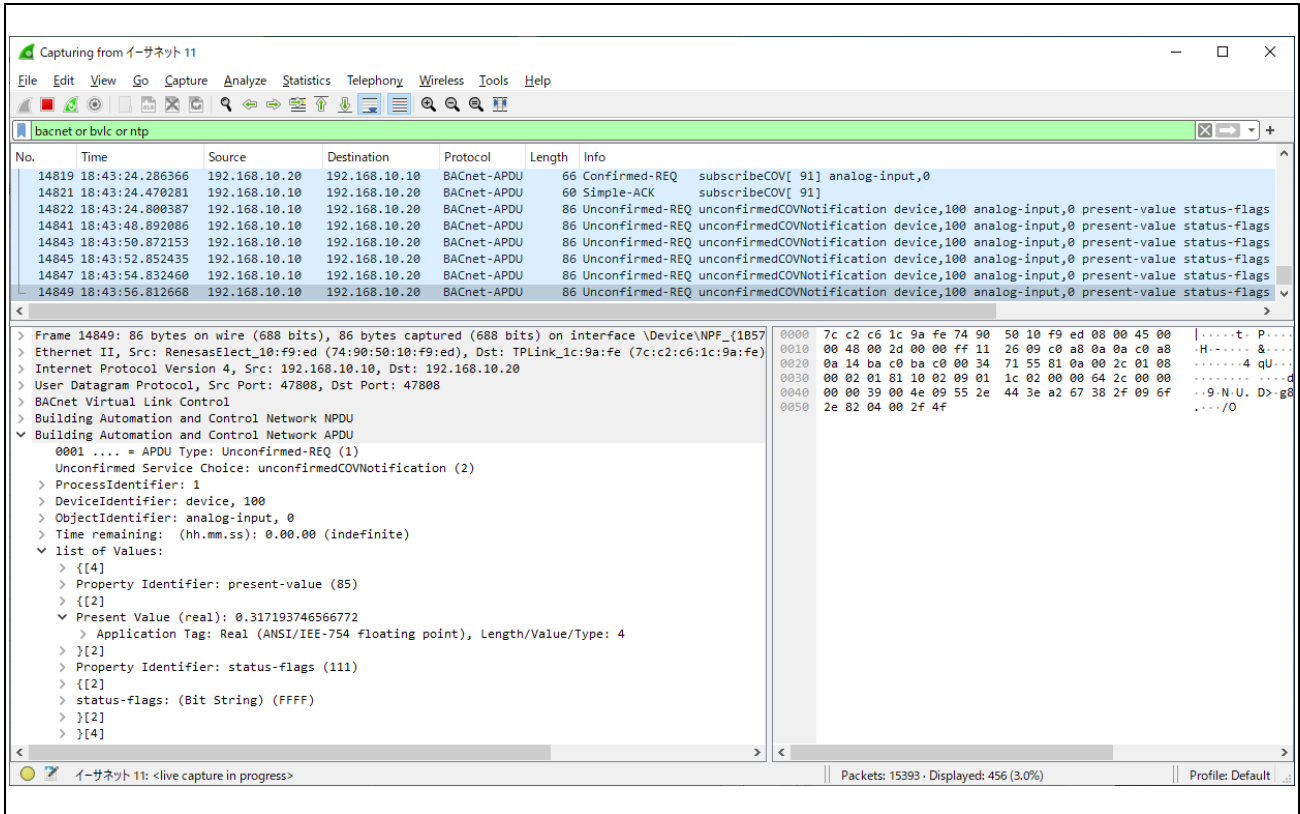 Capturing from イーサネット 11
File Edit View Go Capture Analyze Statistics Telephony Wireless Tools Help
bacnet or bvlc or ntp
No. Time Source Destination Protocol Length Info
14819 18:43:24.286366 192.168.10.20 192.168.10.10 BACnet-APDU 66 Confirmed-REQ subscribeCOV[ 91] analog-input,0
14821 18:43:24.470281 192.168.10.10 192.168.10.20 BACnet-APDU 60 Simple-ACK subscribeCOV[ 91]
14822 18:43:24.800387 192.168.10.10 192.168.10.20 BACnet-APDU 86 Unconfirmed-REQ unconfirmedCOVNotification device,100 analog-input,0 present-value status-flags
14841 18:43:48.892086 192.168.10.10 192.168.10.20 BACnet-APDU 86 Unconfirmed-REQ unconfirmedCOVNotification device,100 analog-input,0 present-value status-flags
14843 18:43:50.872153 192.168.10.10 192.168.10.20 BACnet-APDU 86 Unconfirmed-REQ unconfirmedCOVNotification device,100 analog-input,0 present-value status-flags
14845 18:43:52.852435 192.168.10.10 192.168.10.20 BACnet-APDU 86 Unconfirmed-REQ unconfirmedCOVNotification device,100 analog-input,0 present-value status-flags
14847 18:43:54.832460 192.168.10.10 192.168.10.20 BACnet-APDU 86 Unconfirmed-REQ unconfirmedCOVNotification device,100 analog-input,0 present-value status-flags
14849 18:43:56.812668 192.168.10.10 192.168.10.20 BACnet-APDU 86 Unconfirmed-REQ unconfirmedCOVNotification device,100 analog-input,0 present-value status-flags
> Frame 14849: 86 bytes on wire (688 bits), 86 bytes captured (688 bits) on interface \Device\NPF_{1B57
> Ethernet II, Src: RenesasElect_10:f9:ed (74:90:50:10:f9:ed), Dst: TPLink_1c:9a:fe (7c:c2:c6:1c:9a:fe)
> Internet Protocol Version 4, Src: 192.168.10.10, Dst: 192.168.10.20
> User Datagram Protocol, Src Port: 47808, Dst Port: 47808
> BACnet Virtual Link Control
> Building Automation and Control Network NPDU
Building Automation and Control Network APDU
0001 .... = APDU Type: Unconfirmed-REQ (1)
Unconfirmed Service Choice: unconfirmedCOVNotification (2)
> ProcessIdentifier: 1
> DeviceIdentifier: device, 100
> ObjectIdentifier: analog-input, 0
> Time remaining: (hh.mm.ss): 0.00.00 (indefinite)
list of Values:
> {[4]
> Property Identifier: present-value (85)
> {[2]
Present Value (real): 0.317193746566772
> Application Tag: Real (ANSI/IEE-754 floating point), Length/Value/Type: 4
> }[2]
> Property Identifier: status-flags (111)
> {[2]
> status-flags: (Bit String) (FFFF)
> }[2]
> }[4]
0000 7c c2 c6 1c 9a fe 74 90 50 10 f9 ed 08 00 45 00 |·····t· P·····
0010 00 48 00 2d 00 00 ff 11 26 09 c0 a8 0a 0a c0 a8 ·H·-···· &····
0020 0a 14 ba c0 ba c0 00 34 71 55 81 0a 00 2c 01 08 ·······4 qU···
0030 00 02 01 81 10 02 09 01 1c 02 00 00 64 2c 00 00 ········ ····d
0040 00 00 39 00 4e 09 55 2e 44 3e a2 67 38 2f 09 6f ··9·N·U. D>·g8
0050 2e 82 04 00 2f 4f .···/O
イーサネット 11: <live capture in progress> Packets: 15393 · Displayed: 456 (3.0%) Profile: Default